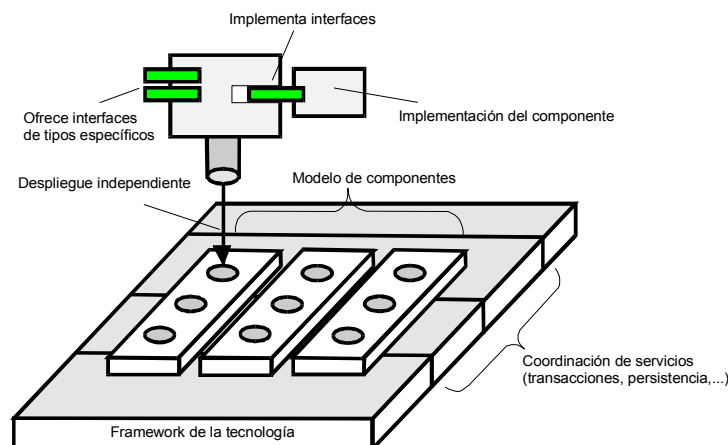 Implementa interfaces
Ofrece interfaces
de tipos específicos
Implementación del componente
Despliegue independiente
Modelo de componentes
Coordinación de servicios
(transacciones, persistencia,...)
Framework de la tecnología